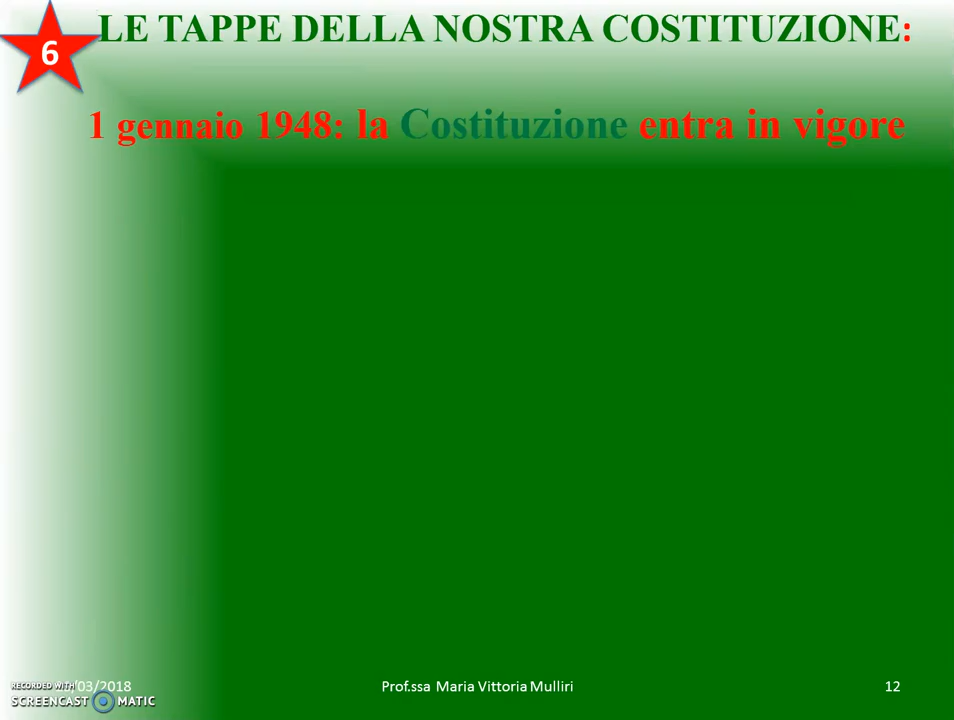 6
LE TAPPE DELLA NOSTRA COSTITUZIONE:
1 gennaio 1948: la Costituzione entra in vigore
RECORDED WITH
/03/2018
Prof.ssa Maria Vittoria Mulliri
12
SCREENCAST MATIC